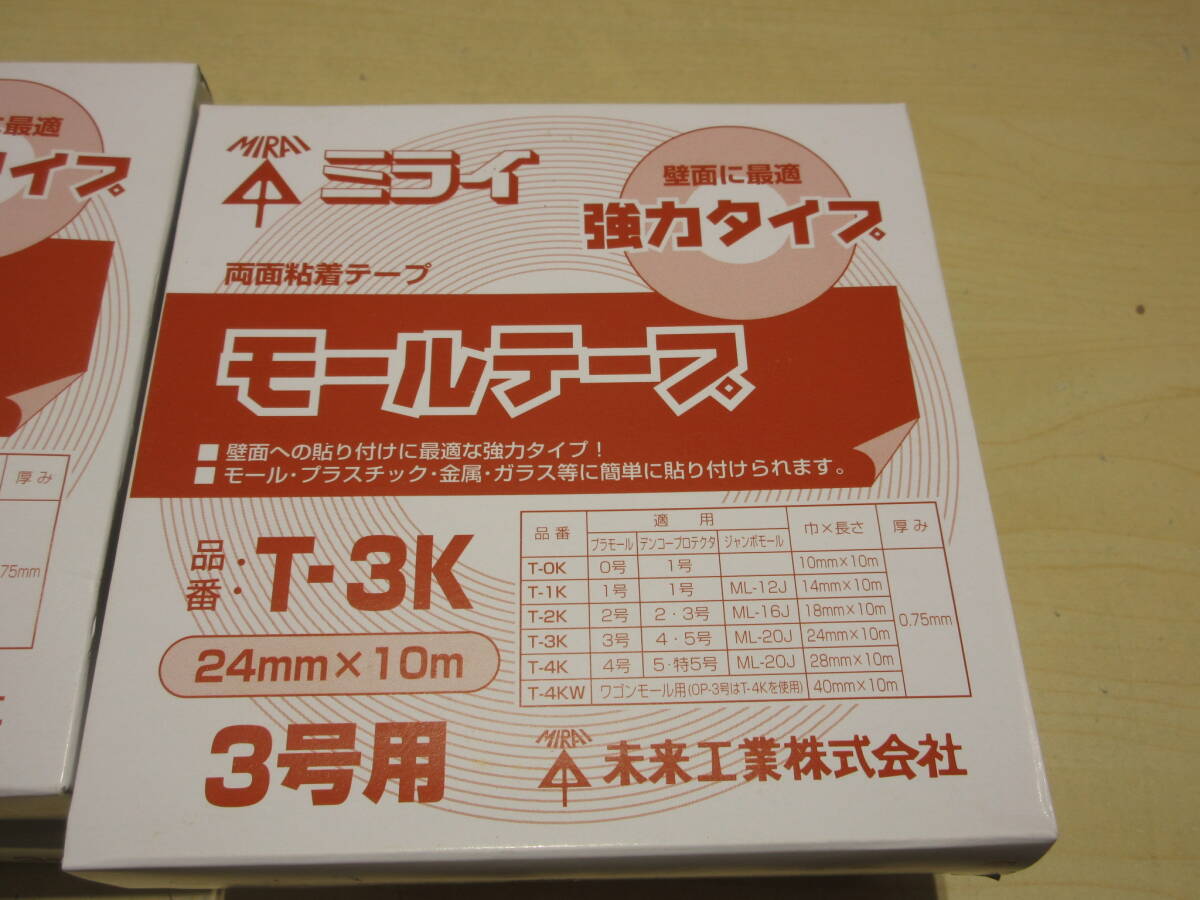 に最適
イプ
厚み
75mm
MIRAI
ミライ
壁面に最適
強力タイプ
両面粘着テープ
モールテープ
■ 壁面への貼り付けに最適な強力タイプ！
■ モール・プラスチック・金属・ガラス等に簡単に貼り付けられます。
品番：T-3K
24mm×10m
3号用
品番 適用 巾×長さ 厚み
プラモール デンコープロテクタ ジャンボモール
T-0K 0号 1号 10mm×10m
T-1K 1号 1号 ML-12J 14mm×10m
T-2K 2号 2・3号 ML-16J 18mm×10m 0.75mm
T-3K 3号 4・5号 ML-20J 24mm×10m
T-4K 4号 5・特5号 ML-20J 28mm×10m
T-4KW ワゴンモール用(OP-3号はT-4Kを使用) 40mm×10m
MIRAI
未来工業株式会社